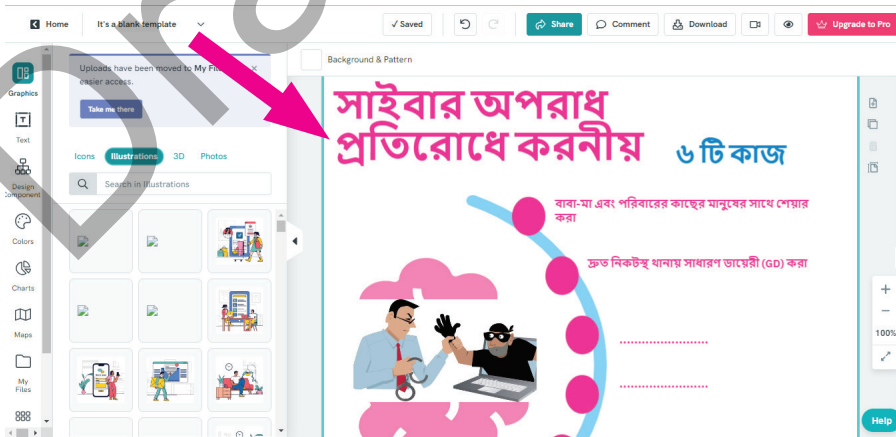 Home
It's a blank template
✓ Saved
Share
Comment
Download
Upgrade to Pro
Uploads have been moved to My Fil
×
easier access.
Take me there
Background & Pattern
Graphics
Text
Design
Component
Colors
Charts
Maps
My
Files
Icons
Illustrations
3D
Photos
Search in Illustrations
সাইবার অপরাধ
প্রতিরোধে করনীয়
৬ টি কাজ
বাবা-মা এবং পরিবারের কাছের মানুষের সাথে শেয়ার
করা
দ্রুত নিকটস্থ থানায় সাধারণ ডায়েরী (GD) করা
......................
......................
+
−
100%
Help